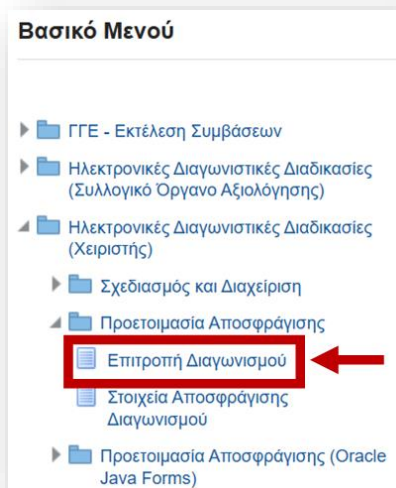 Βασικό Μενού
ΓΓΕ - Εκτέλεση Συμβάσεων
Ηλεκτρονικές Διαγωνιστικές Διαδικασίες
(Συλλογικό Όργανο Αξιολόγησης)
Ηλεκτρονικές Διαγωνιστικές Διαδικασίες
(Χειριστής)
Σχεδιασμός και Διαχείριση
Προετοιμασία Αποσφράγισης
Επιτροπή Διαγωνισμού
Στοιχεία Αποσφράγισης
Διαγωνισμού
Προετοιμασία Αποσφράγισης (Oracle
Java Forms)